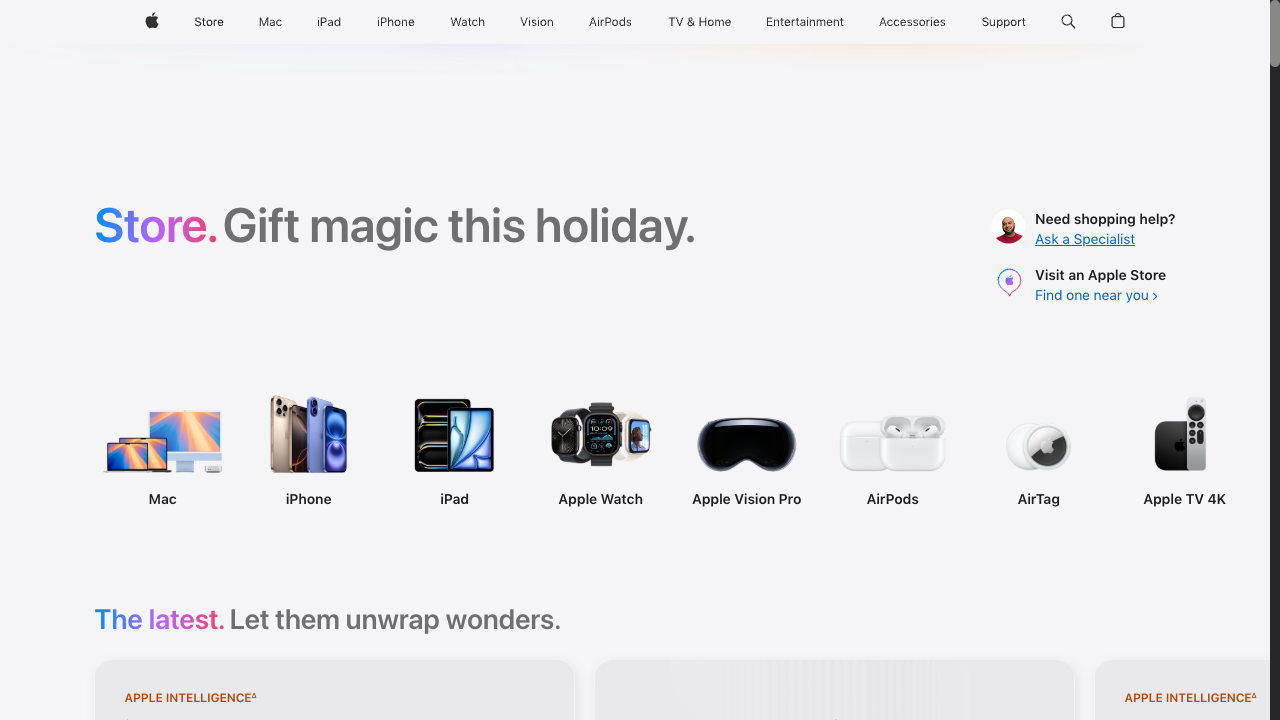 Store Mac iPad iPhone Watch Vision AirPods TV & Home Entertainment Accessories Support
Store. Gift magic this holiday.
Need shopping help?
Ask a Specialist
Visit an Apple Store
Find one near you >
10:09
Mac iPhone iPad Apple Watch Apple Vision Pro AirPods AirTag Apple TV 4K
The latest. Let them unwrap wonders.
APPLE INTELLIGENCE∆ APPLE INTELLIGENCE∆